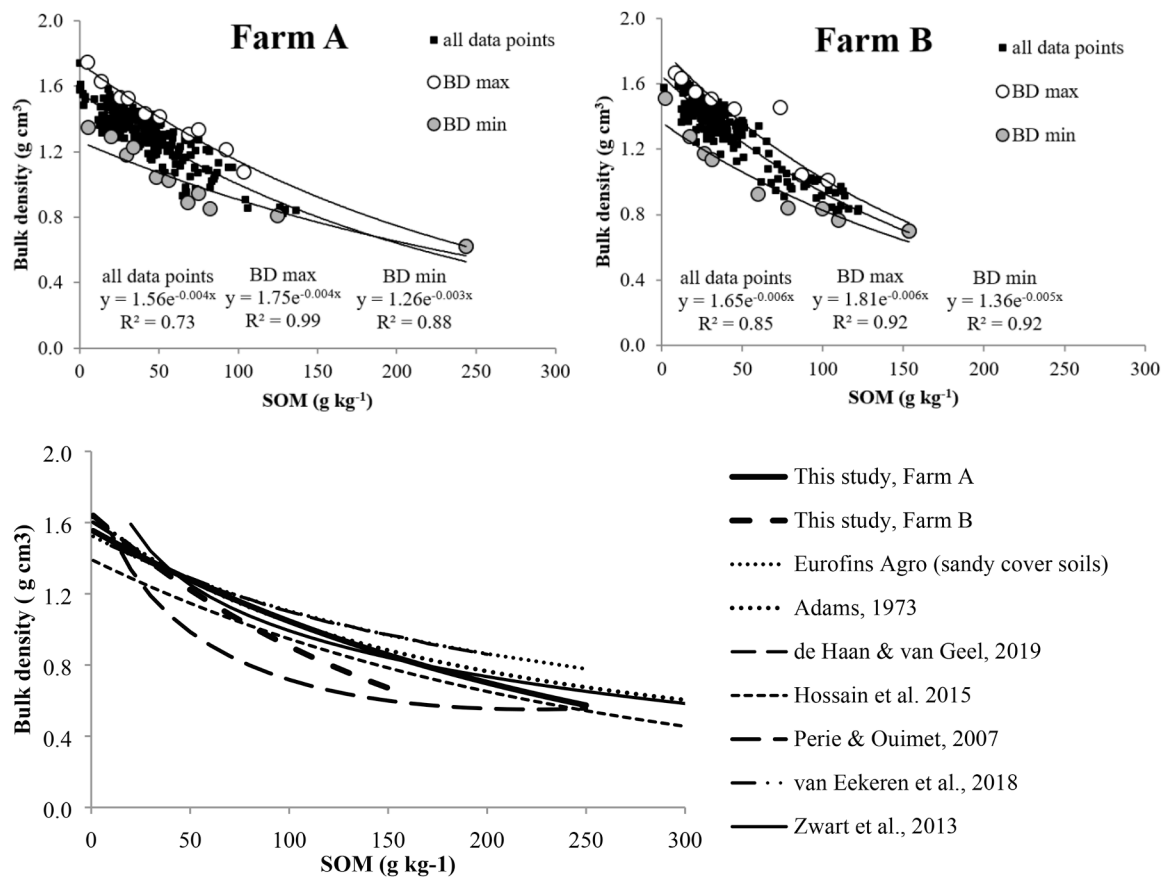 Farm A
all data points
BD max
BD min
2.0
1.6
1.2
0.8
0.4
0.0
Bulk density (g cm³)
all data points
y = 1.56e-0.004x
R² = 0.73
BD max
y = 1.75e-0.004x
R² = 0.99
BD min
y = 1.26e-0.003x
R² = 0.88
0 50 100 150 200 250 300
SOM (g kg-1)
Farm B
all data points
BD max
BD min
2.0
1.6
1.2
0.8
0.4
0.0
Bulk density (g cm³)
all data points
y = 1.65e-0.006x
R² = 0.85
BD max
y = 1.81e-0.006x
R² = 0.92
BD min
y = 1.36e-0.005x
R² = 0.92
0 50 100 150 200 250 300
SOM (g kg-1)
2.0
1.6
1.2
0.8
0.4
0.0
Bulk density ( g cm3)
0 50 100 150 200 250 300
SOM (g kg-1)
This study, Farm A
This study, Farm B
Eurofins Agro (sandy cover soils)
Adams, 1973
de Haan & van Geel, 2019
Hossain et al. 2015
Perie & Ouimet, 2007
van Eekeren et al., 2018
Zwart et al., 2013